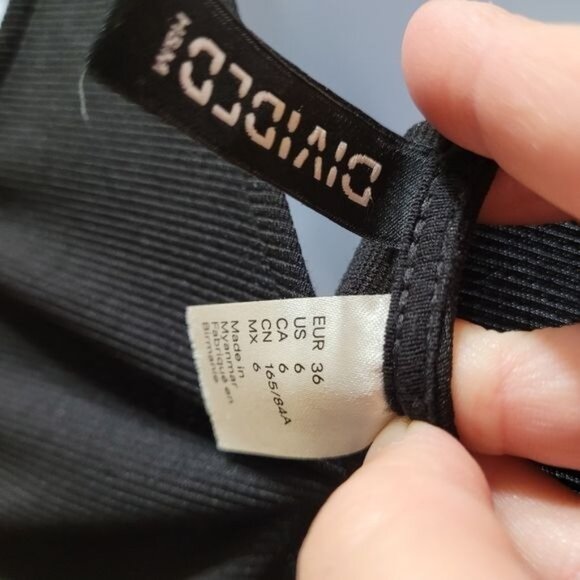 DIVIDED
H&M
EUR 36
US 6
CA 6
CN 165/84A
MX 6
Made in
Myanmar
Fabriqué en
Birmanie